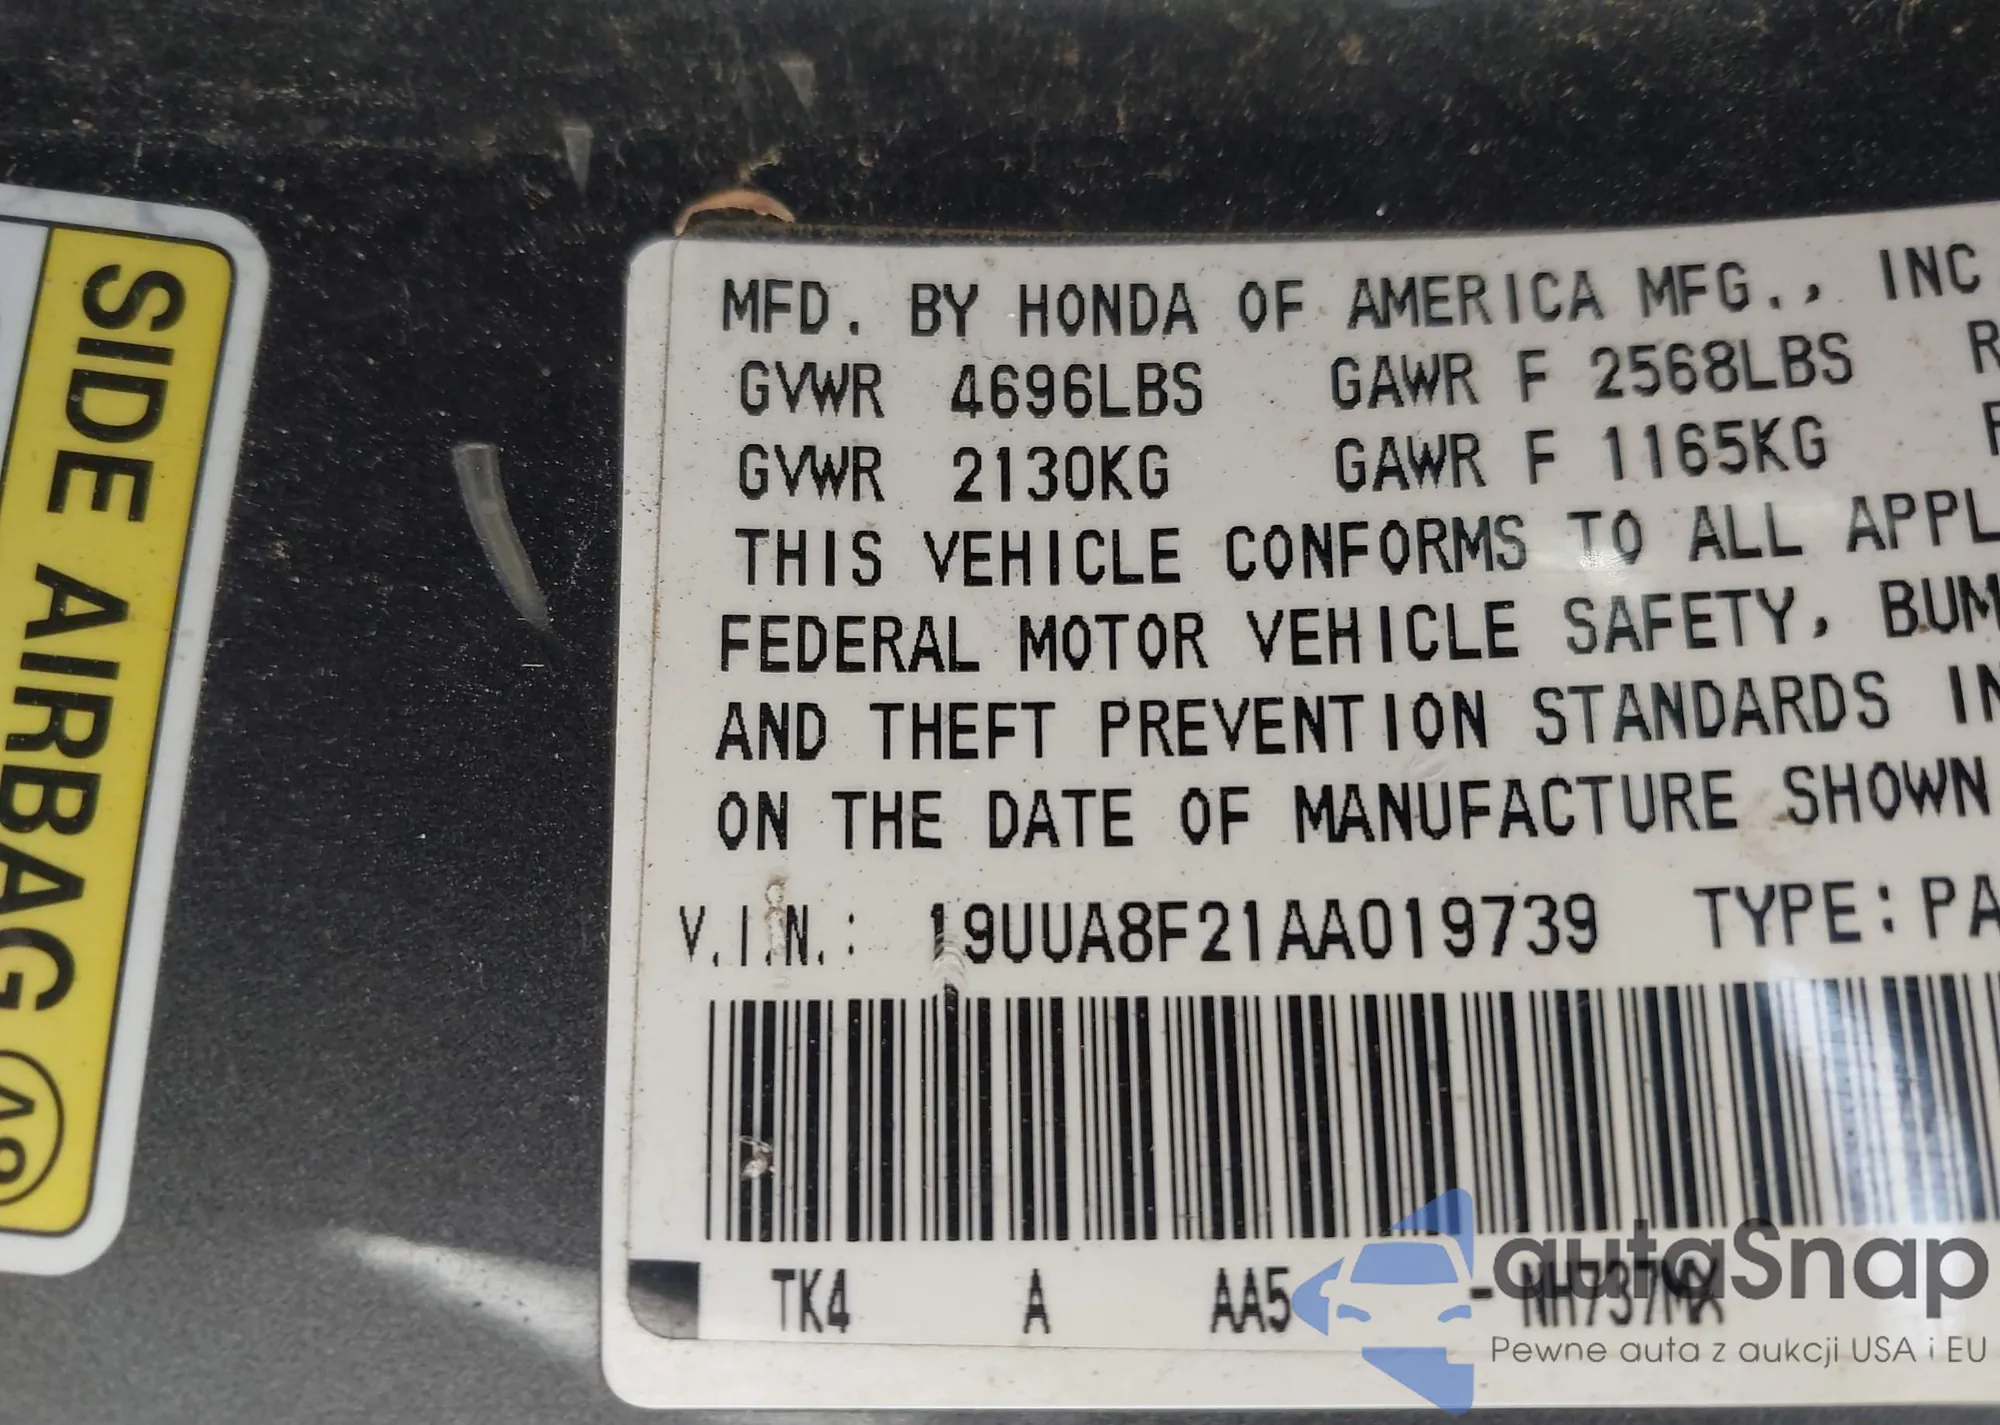 SIDE AIRBAG
MFD. BY HONDA OF AMERICA MFG., INC
GVWR 4696LBS GAWR F 2568LBS R
GVWR 2130KG GAWR F 1165KG
THIS VEHICLE CONFORMS TO ALL APPL
FEDERAL MOTOR VEHICLE SAFETY, BUM
AND THEFT PREVENTION STANDARDS IN
ON THE DATE OF MANUFACTURE SHOWN
V.I.N.: 19UUA8F21AA019739 TYPE: PA
TK4 A AA5 - NH737MX
autaSnap
Pewne auta z aukcji USA i EU